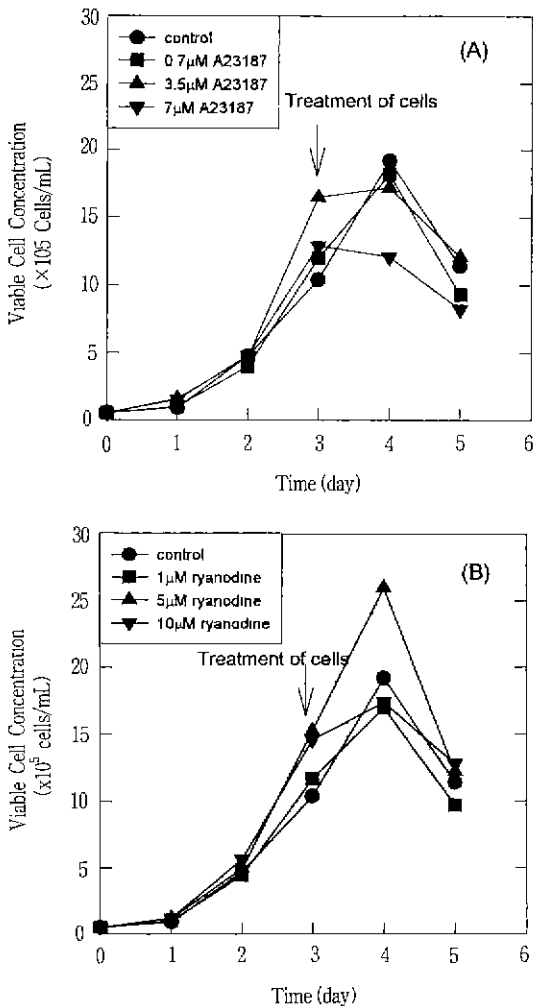 30
25
20
15
10
5
0
Viable Cell Concentration
(×105 Cells/mL)
control
0.7μM A23187
3.5μM A23187
7μM A23187
(A)
Treatment of cells
0 1 2 3 4 5 6
Time (day)
30
25
20
15
10
5
0
Viable Cell Concentration
(x10⁵ cells/mL)
control
1μM ryanodine
5μM ryanodine
10μM ryanodine
(B)
Treatment of cells
0 1 2 3 4 5 6
Time (day)